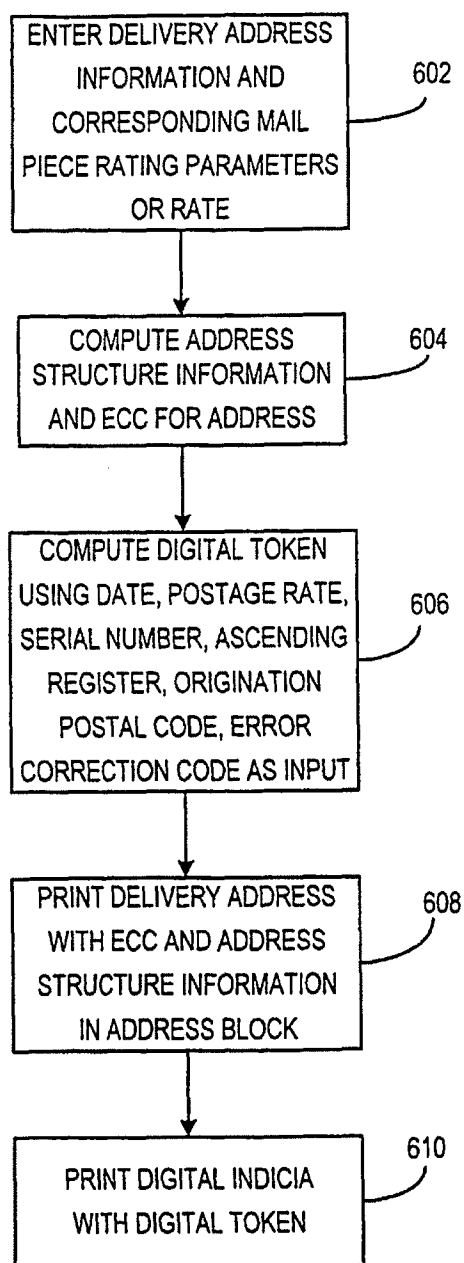 ENTER DELIVERY ADDRESS
INFORMATION AND
CORRESPONDING MAIL
PIECE RATING PARAMETERS
OR RATE
602
COMPUTE ADDRESS
STRUCTURE INFORMATION
AND ECC FOR ADDRESS
604
COMPUTE DIGITAL TOKEN
USING DATE, POSTAGE RATE,
SERIAL NUMBER, ASCENDING
REGISTER, ORIGINATION
POSTAL CODE, ERROR
CORRECTION CODE AS INPUT
606
PRINT DELIVERY ADDRESS
WITH ECC AND ADDRESS
STRUCTURE INFORMATION
IN ADDRESS BLOCK
608
PRINT DIGITAL INDICIA
WITH DIGITAL TOKEN
610